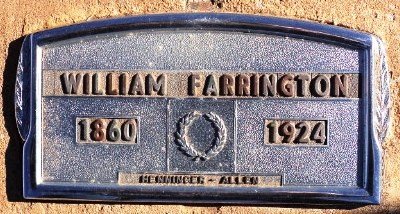 WILLIAM FARRINGTON
1860 1924
HENNINGER - ALLEN